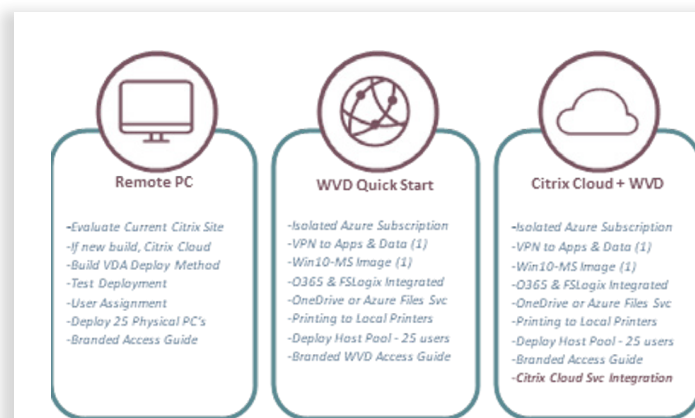 Remote PC
-Evaluate Current Citrix Site
-If new build, Citrix Cloud
-Build VDA Deploy Method
-Test Deployment
-User Assignment
-Deploy 25 Physical PC's
-Branded Access Guide
WVD Quick Start
-Isolated Azure Subscription
-VPN to Apps & Data (1)
-Win10-MS Image (1)
-O365 & FSLogix Integrated
-OneDrive or Azure Files Svc
-Printing to Local Printers
-Deploy Host Pool - 25 users
-Branded WVD Access Guide
Citrix Cloud + WVD
-Isolated Azure Subscription
-VPN to Apps & Data (1)
-Win10-MS Image (1)
-O365 & FSLogix Integrated
-OneDrive or Azure Files Svc
-Printing to Local Printers
-Deploy Host Pool - 25 users
-Branded Access Guide
-Citrix Cloud Svc Integration